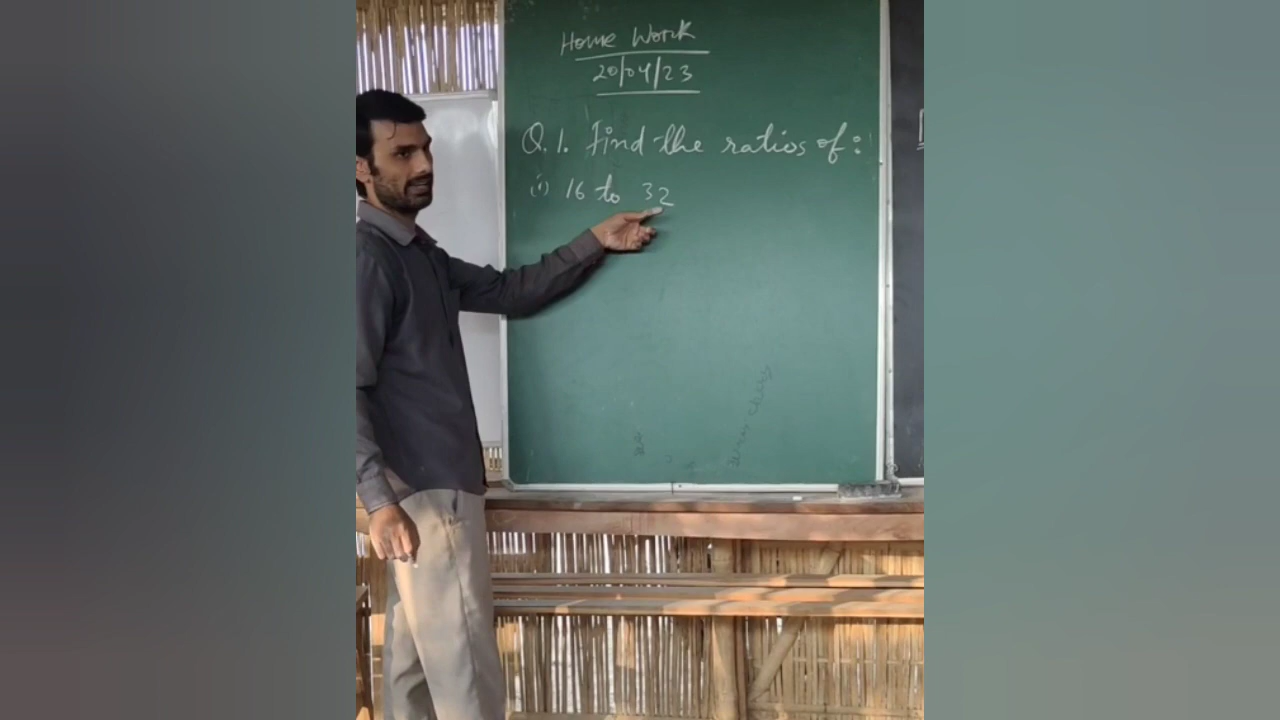 Home Work
20/04/23
Q.1. Find the ratios of:
(i) 16 to 32